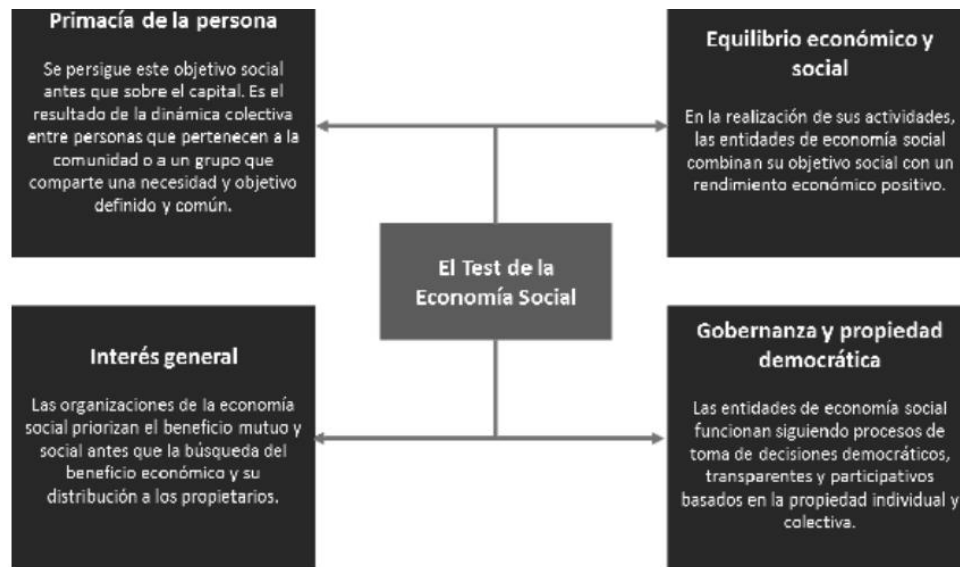 Primacía de la persona
Se persigue este objetivo social
antes que sobre el capital. Es el
resultado de la dinámica colectiva
entre personas que pertenecen a la
comunidad o a un grupo que
comparte una necesidad y objetivo
definido y común.
Equilibrio económico y
social
En la realización de sus actividades,
las entidades de economía social
combinan su objetivo social con un
rendimiento económico positivo.
El Test de la
Economía Social
Interés general
Las organizaciones de la economía
social priorizan el beneficio mutuo y
social antes que la búsqueda del
beneficio económico y su
distribución a los propietarios.
Gobernanza y propiedad
democrática
Las entidades de economía social
funcionan siguiendo procesos de
toma de decisiones democráticos,
transparentes y participativos
basados en la propiedad individual y
colectiva.